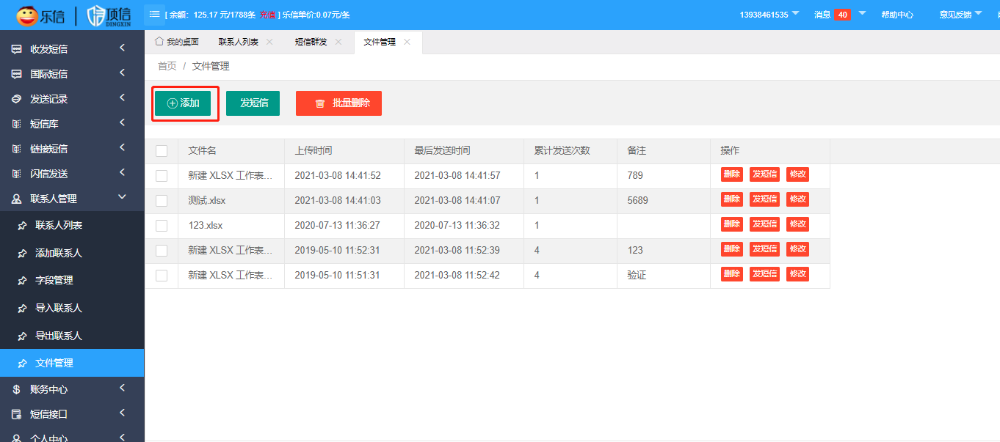 乐信 顶信 DINGXIN [ 余额: 125.17 元/1788条 充值 ] 乐信单价:0.07元/条 13938461535 消息 40 帮助中心 意见反馈
我的桌面 联系人列表 短信群发 文件管理
首页 / 文件管理
添加 发短信 批量删除
收发短信
国际短信
发送记录
短信库
链接短信
闪信发送
联系人管理
联系人列表
添加联系人
字段管理
导入联系人
导出联系人
文件管理
账务中心
短信接口
个人中心
文件名 上传时间 最后发送时间 累计发送次数 备注 操作
新建 XLSX 工作表... 2021-03-08 14:41:52 2021-03-08 14:41:57 1 789 删除 发短信 修改
测试.xlsx 2021-03-08 14:41:03 2021-03-08 14:41:07 1 5689 删除 发短信 修改
123.xlsx 2020-07-13 11:36:27 2020-07-13 11:36:32 1 删除 发短信 修改
新建 XLSX 工作表... 2019-05-10 11:52:31 2021-03-08 11:52:39 4 123 删除 发短信 修改
新建 XLSX 工作表... 2019-05-10 11:51:31 2021-03-08 11:52:42 4 验证 删除 发短信 修改